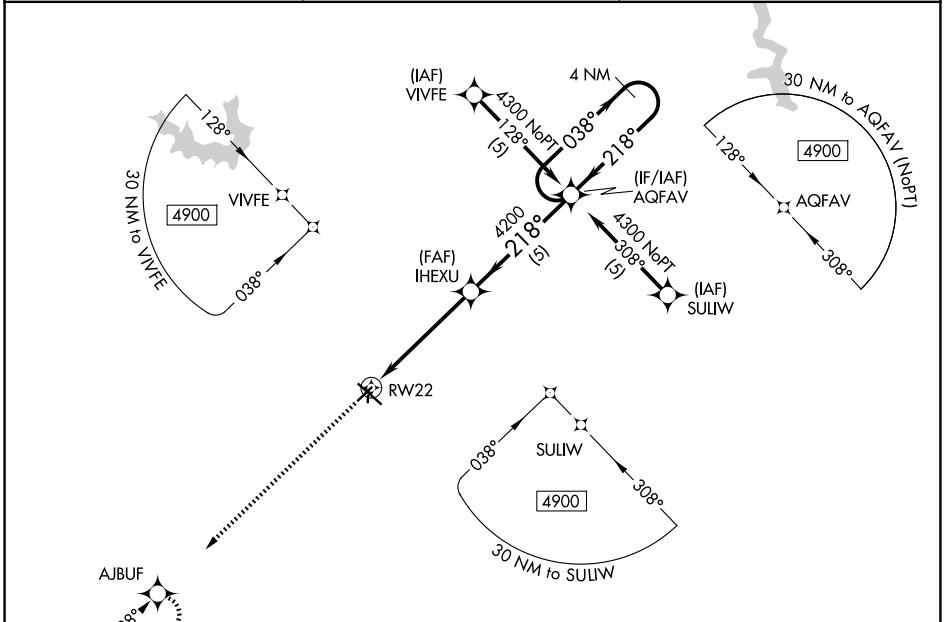 (IAF)
VIVFE
4 NM
4300 NoPT
128°
(5)
038°
218°
(IF/IAF)
AQFAV
4200
218°
(5)
4300 NoPT
308°
(5)
(IAF)
SULIW
(FAF)
IHEXU
RW22
AJBUF
128°
VIVFE
4900
30 NM to VIVFE
038°
30 NM to AQFAV (NoPT)
128°
4900
AQFAV
308°
038°
SULIW
4900
308°
30 NM to SULIW